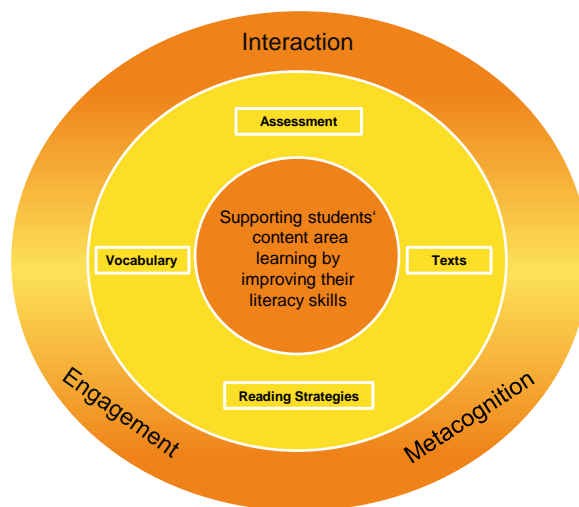 Interaction
Assessment
Supporting students‘
content area
learning by
improving their
literacy skills
Vocabulary
Texts
Reading Strategies
Engagement
Metacognition